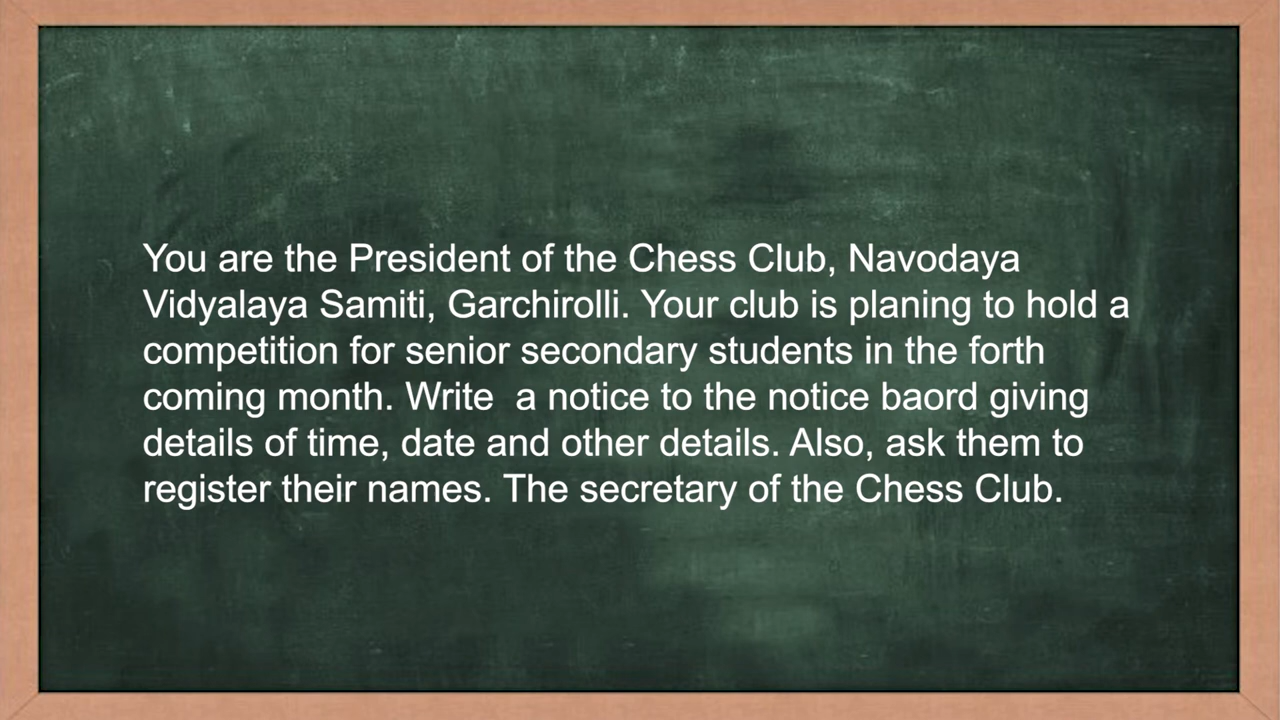 You are the President of the Chess Club, Navodaya
Vidyalaya Samiti, Garchirolli. Your club is planing to hold a
competition for senior secondary students in the forth
coming month. Write  a notice to the notice baord giving
details of time, date and other details. Also, ask them to
register their names. The secretary of the Chess Club.